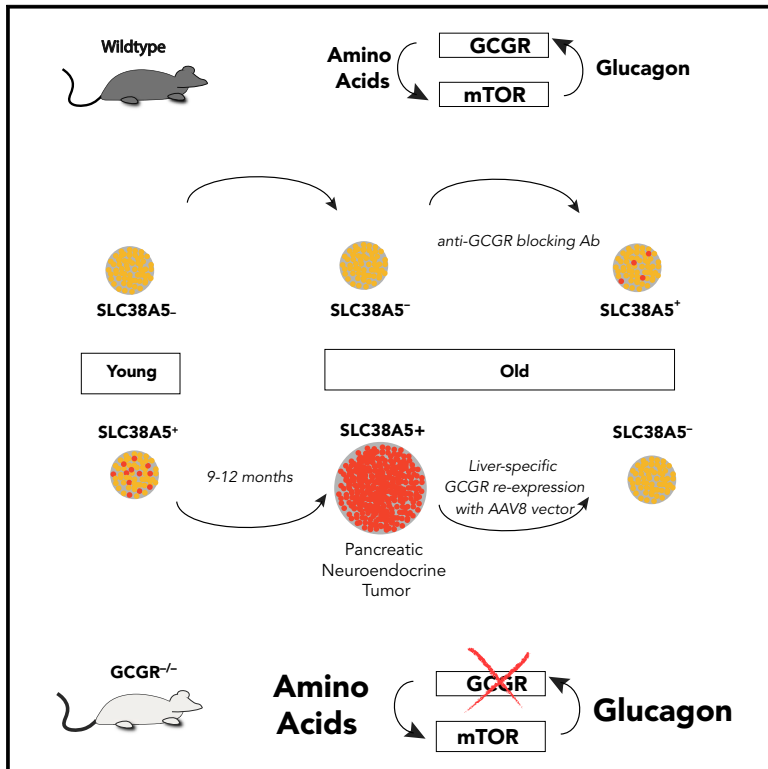 Wildtype
Amino
Acids
GCGR
mTOR
Glucagon
anti-GCGR blocking Ab
SLC38A5-
SLC38A5⁻
SLC38A5⁺
Young
Old
SLC38A5⁺
SLC38A5+
SLC38A5⁻
9-12 months
Liver-specific
GCGR re-expression
with AAV8 vector
Pancreatic
Neuroendocrine
Tumor
GCGR⁻/⁻
Amino
Acids
GCGR
mTOR
Glucagon